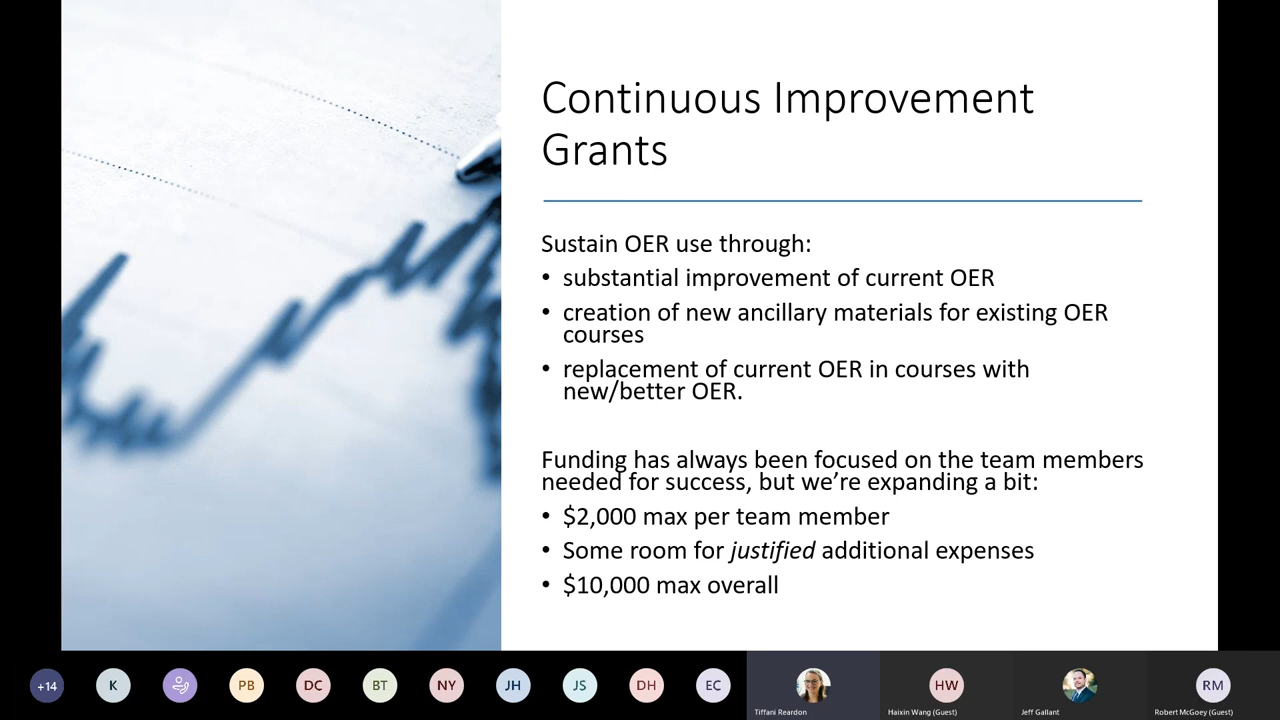 Continuous Improvement
Grants
Sustain OER use through:
• substantial improvement of current OER
• creation of new ancillary materials for existing OER
courses
• replacement of current OER in courses with
new/better OER.
Funding has always been focused on the team members
needed for success, but we’re expanding a bit:
• $2,000 max per team member
• Some room for justified additional expenses
• $10,000 max overall
+14
K
PB
DC
BT
NY
JH
JS
DH
EC
HW
RM
Tiffani Reardon
Haixin Wang (Guest)
Jeff Gallant
Robert McGoey (Guest)